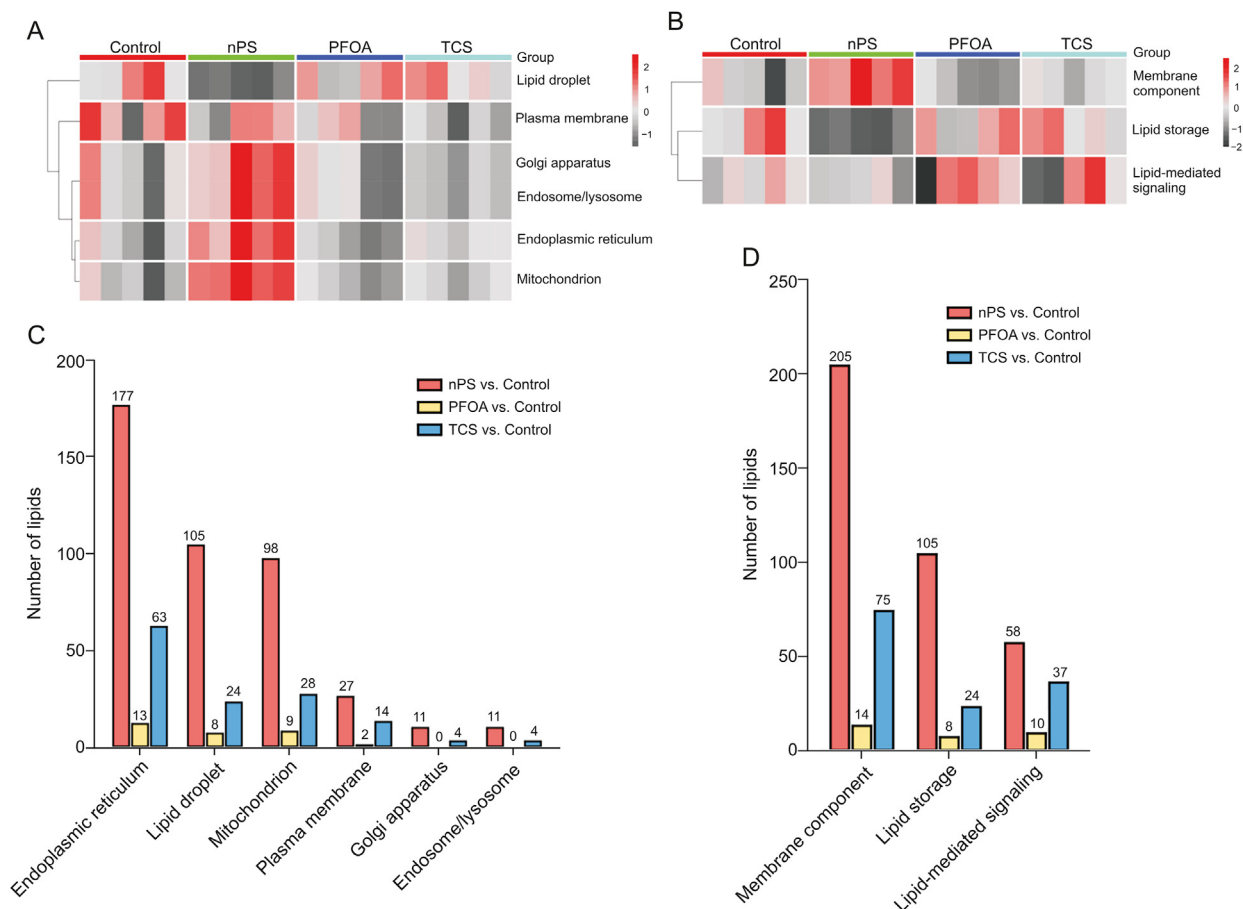 A
Control nPS PFOA TCS
Group
Lipid droplet
Plasma membrane
Golgi apparatus
Endosome/lysosome
Endoplasmic reticulum
Mitochondrion
2
1
0
−1
B
Control nPS PFOA TCS
Group
Membrane
component
Lipid storage
Lipid-mediated
signaling
2
1
0
−1
−2
C
Number of lipids
200
150
100
50
0
nPS vs. Control
PFOA vs. Control
TCS vs. Control
177 13 63
105 8 24
98 9 28
27 2 14
11 0 4
11 0 4
Endoplasmic reticulum
Lipid droplet
Mitochondrion
Plasma membrane
Golgi apparatus
Endosome/lysosome
D
Number of lipids
250
200
150
100
50
0
nPS vs. Control
PFOA vs. Control
TCS vs. Control
205 14 75
105 8 24
58 10 37
Membrane component
Lipid storage
Lipid-mediated signaling